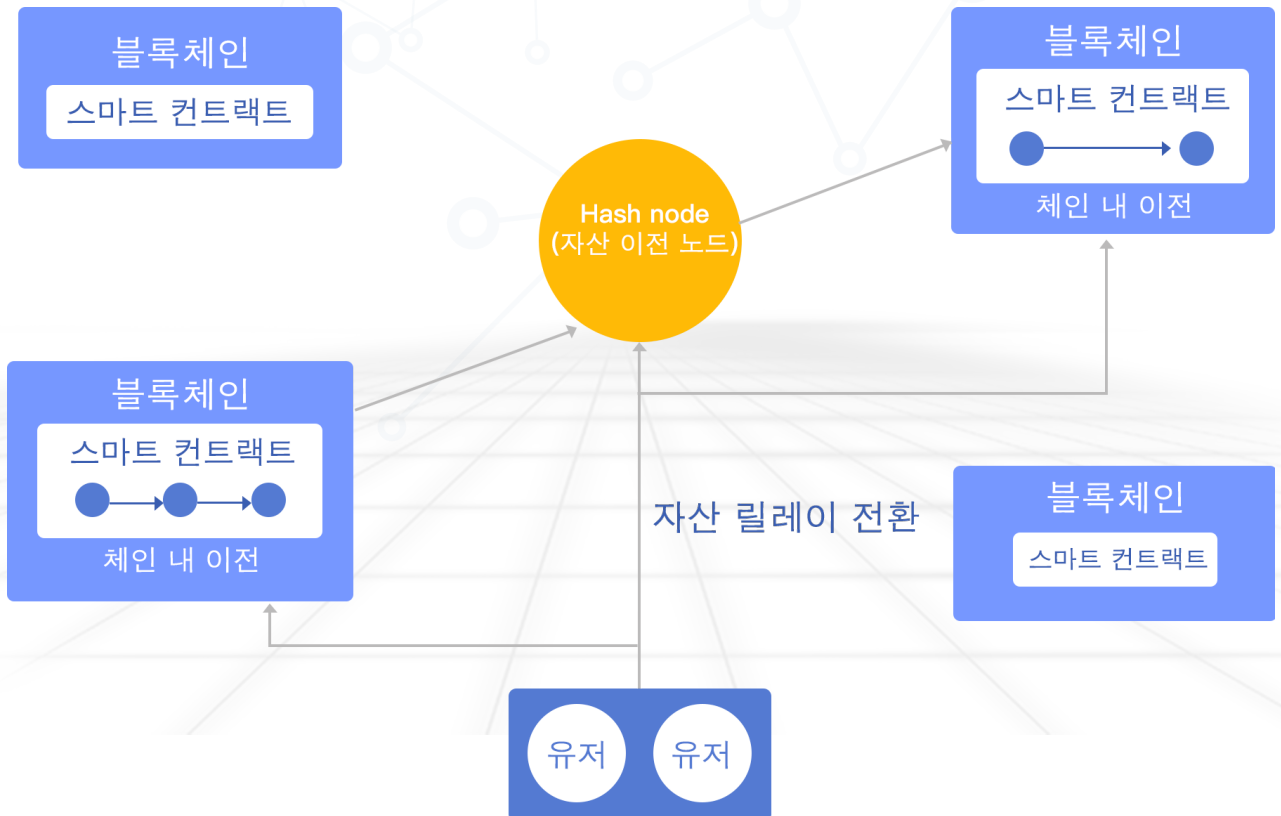 블록체인
스마트 컨트랙트
블록체인
스마트 컨트랙트
체인 내 이전
Hash node
(자산 이전 노드)
블록체인
스마트 컨트랙트
체인 내 이전
자산 릴레이 전환
블록체인
스마트 컨트랙트
유저
유저